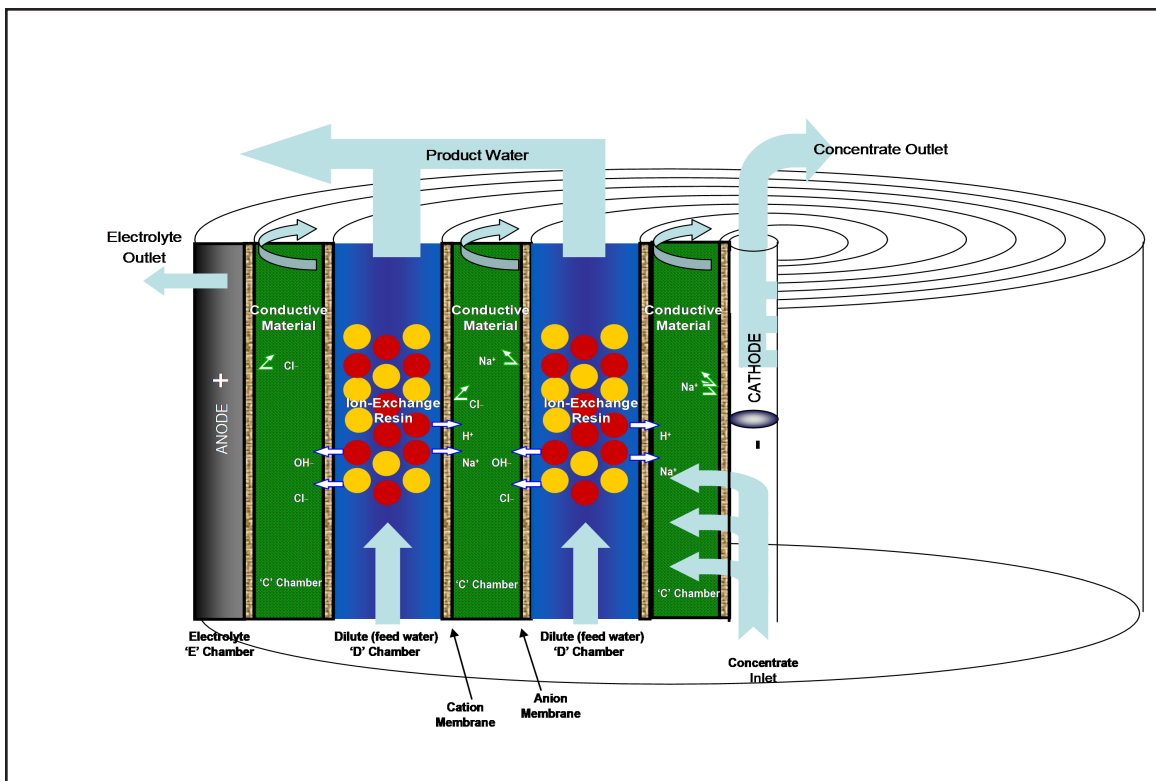 Product Water
Concentrate Outlet
Electrolyte
Outlet
Conductive
Material
Conductive
Material
Conductive
Material
Cl–
Na⁺
Cl–
Na⁺
ANODE +
CATHODE -
Ion-Exchange
Resin
Ion-Exchange
Resin
OH–
Cl–
H⁺
Na⁺
OH–
Cl–
H⁺
Na⁺
'C' Chamber
'C' Chamber
'C' Chamber
Electrolyte
'E' Chamber
Dilute (feed water)
'D' Chamber
Dilute (feed water)
'D' Chamber
Concentrate
Inlet
Cation
Membrane
Anion
Membrane